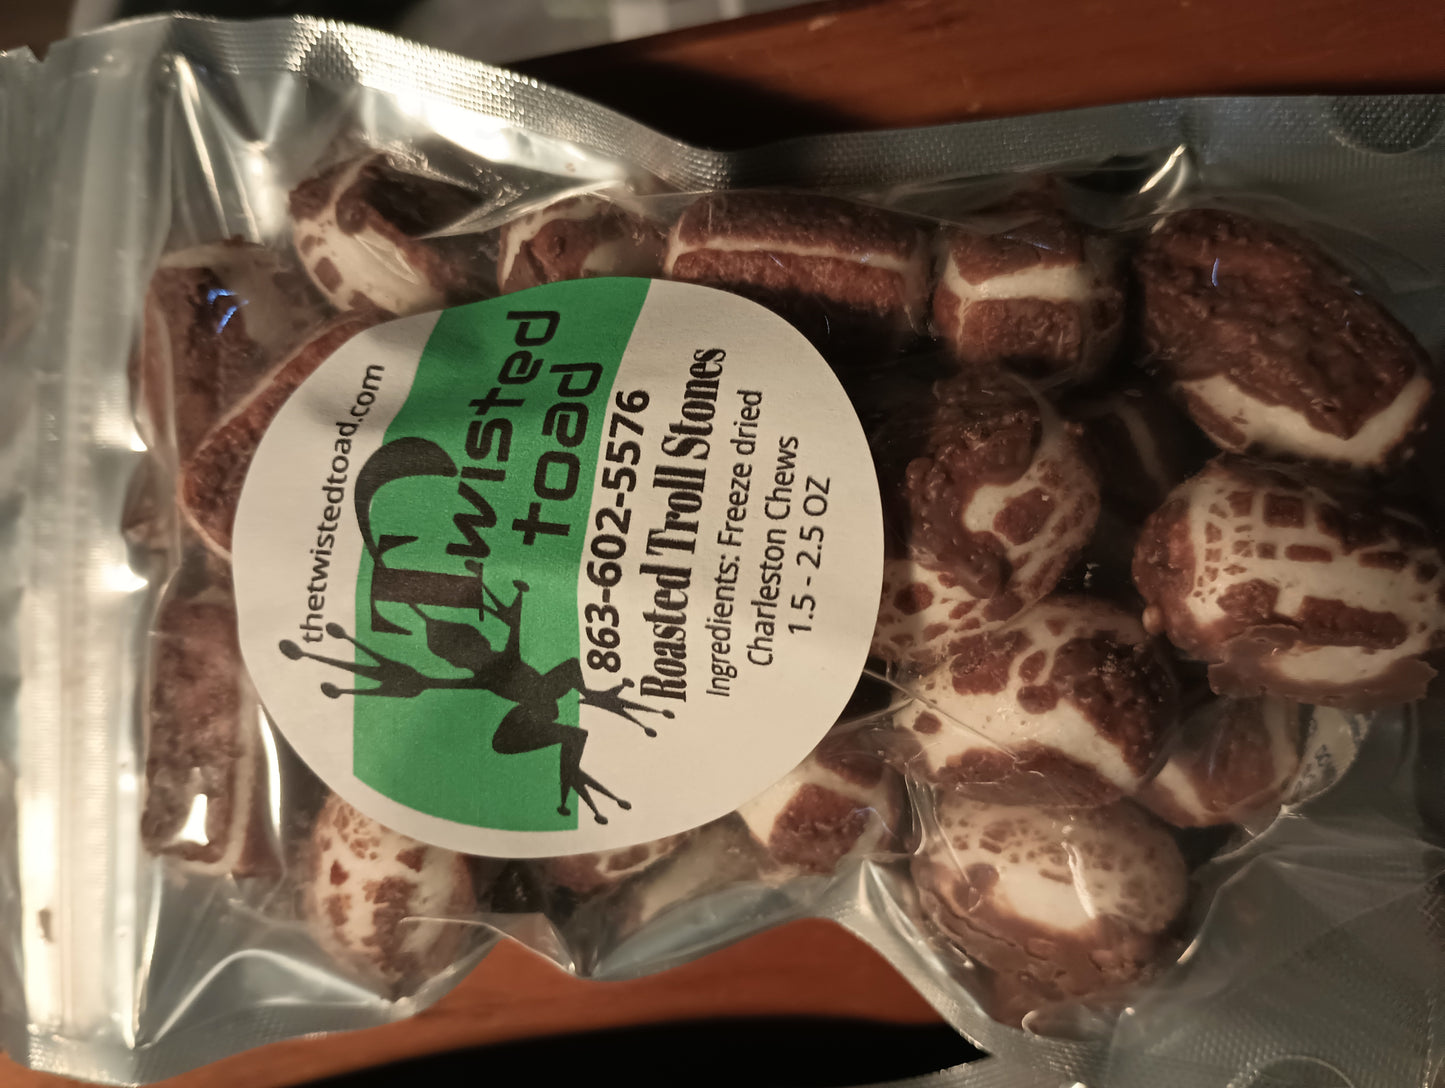 thetwistedtoad.com
Twisted
toad
863-602-5576
Roasted Troll Stones
Ingredients: Freeze dried
Charleston Chews
1.5 - 2.5 OZ